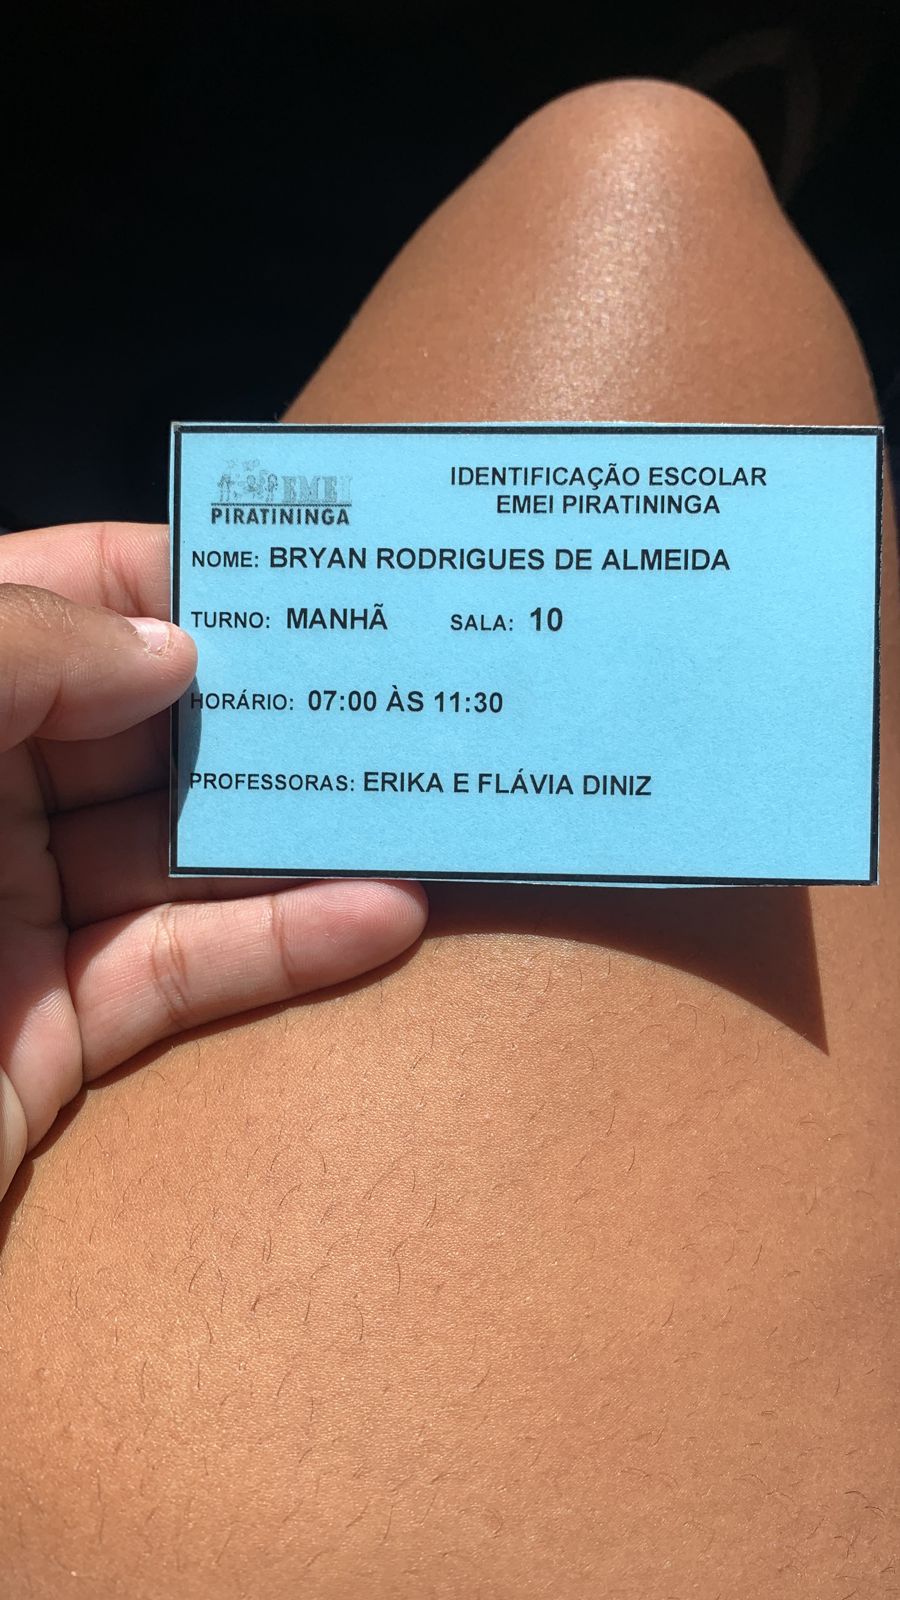 EMEI
PIRATININGA
IDENTIFICAÇÃO ESCOLAR
EMEI PIRATININGA
NOME: BRYAN RODRIGUES DE ALMEIDA
TURNO: MANHÃ SALA: 10
HORÁRIO: 07:00 ÀS 11:30
PROFESSORAS: ERIKA E FLÁVIA DINIZ